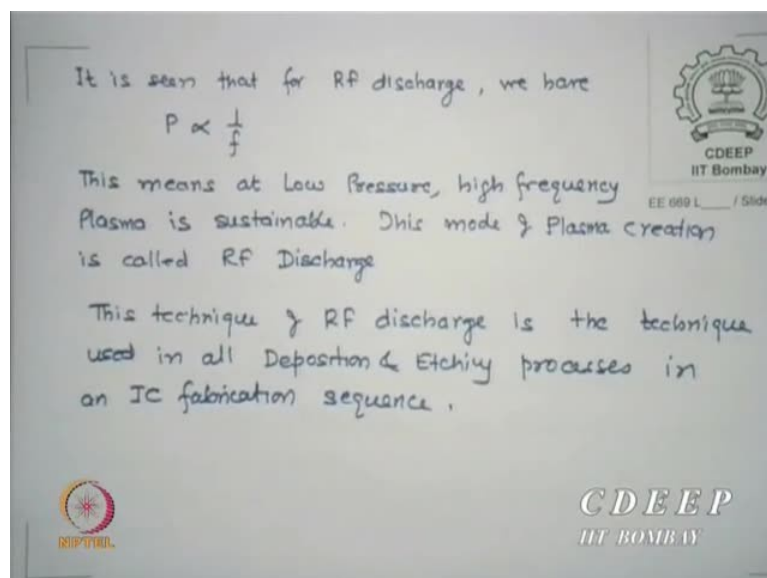 It is seen that for RF discharge, we have
P ∝ 1/f
This means at Low Pressure, high frequency
Plasma is sustainable. This mode of Plasma creation
is called RF Discharge
This technique of RF discharge is the technique
used in all Deposition & Etching processes in
an IC fabrication sequence.
CDEEP
IIT Bombay
EE 669 L____ / Slide
NPTEL
CDEEP
IIT BOMBAY